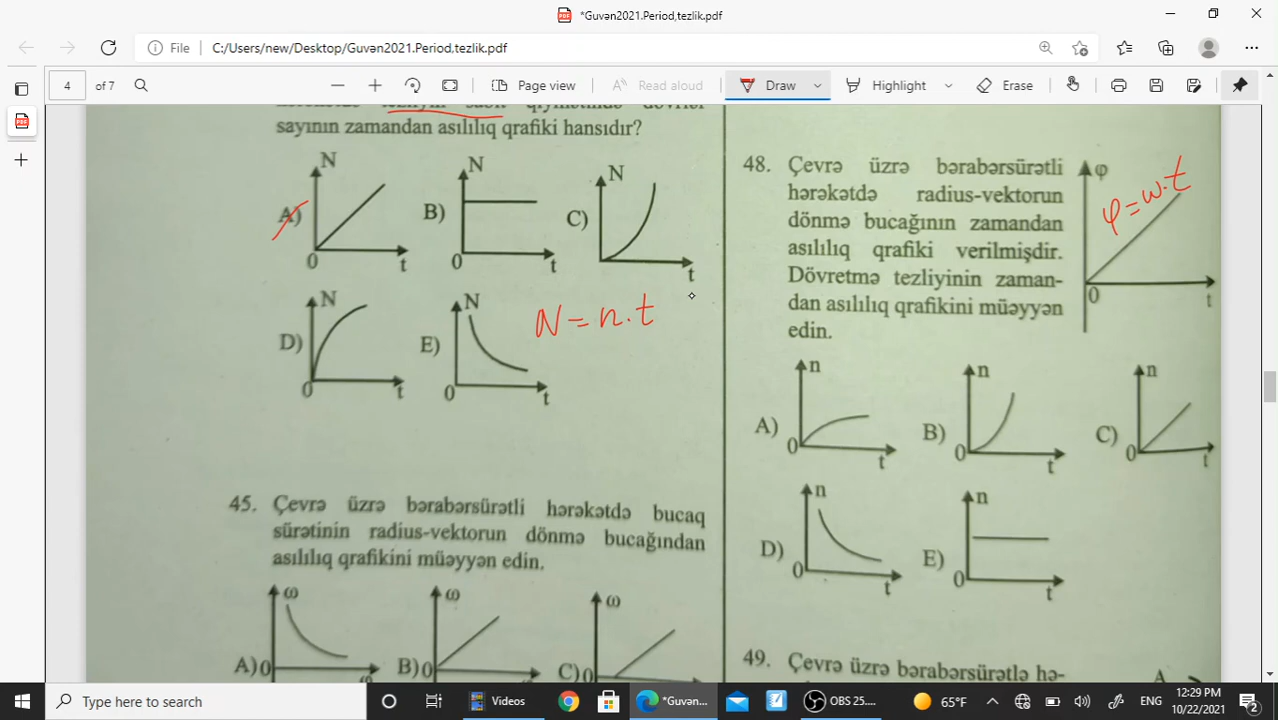 *Guvən2021.Period,tezlik.pdf
File C:/Users/new/Desktop/Guvən2021.Period,tezlik.pdf
4 of 7
Page view
Read aloud
Draw
Highlight
Erase
sayının zamandan asılılıq qrafiki hansıdır?
A) N 0 t
B) N 0 t
C) N 0 t
D) N 0 t
E) N 0 t
N = n.t
45. Çevrə üzrə bərabərsürətli hərəkətdə bucaq
sürətinin radius-vektorun dönmə bucağından
asılılıq qrafikini müəyyən edin.
A) ω 0
B) ω 0
C) ω 0
48. Çevrə üzrə bərabərsürətli
hərəkətdə radius-vektorun
dönmə bucağının zamandan
asılılıq qrafiki verilmişdir.
Dövretmə tezliyinin zaman-
dan asılılıq qrafikini müəyyən
edin.
φ 0 t
φ = w.t
A) n 0 t
B) n 0 t
C) n 0 t
D) n 0 t
E) n 0 t
49. Çevrə üzrə bərabərsürətlə hə-
Type here to search
Videos
*Guvən...
OBS 25....
65°F
ENG
12:29 PM
10/22/2021
2